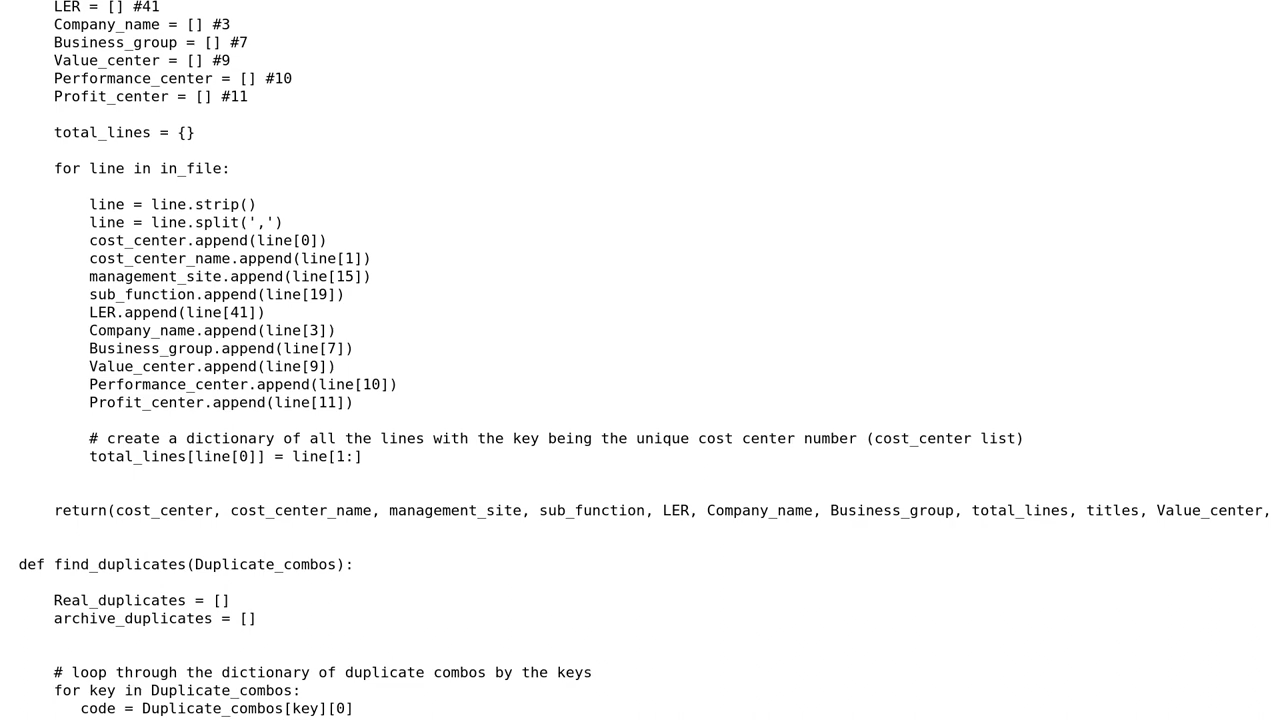 LER = [] #41
Company_name = [] #3
Business_group = [] #7
Value_center = [] #9
Performance_center = [] #10
Profit_center = [] #11
total_lines = {}
for line in in_file:
line = line.strip()
line = line.split(',')
cost_center.append(line[0])
cost_center_name.append(line[1])
management_site.append(line[15])
sub_function.append(line[19])
LER.append(line[41])
Company_name.append(line[3])
Business_group.append(line[7])
Value_center.append(line[9])
Performance_center.append(line[10])
Profit_center.append(line[11])
# create a dictionary of all the lines with the key being the unique cost center number (cost_center list)
total_lines[line[0]] = line[1:]
return(cost_center, cost_center_name, management_site, sub_function, LER, Company_name, Business_group, total_lines, titles, Value_center,
def find_duplicates(Duplicate_combos):
Real_duplicates = []
archive_duplicates = []
# loop through the dictionary of duplicate combos by the keys
for key in Duplicate_combos:
code = Duplicate_combos[key][0]